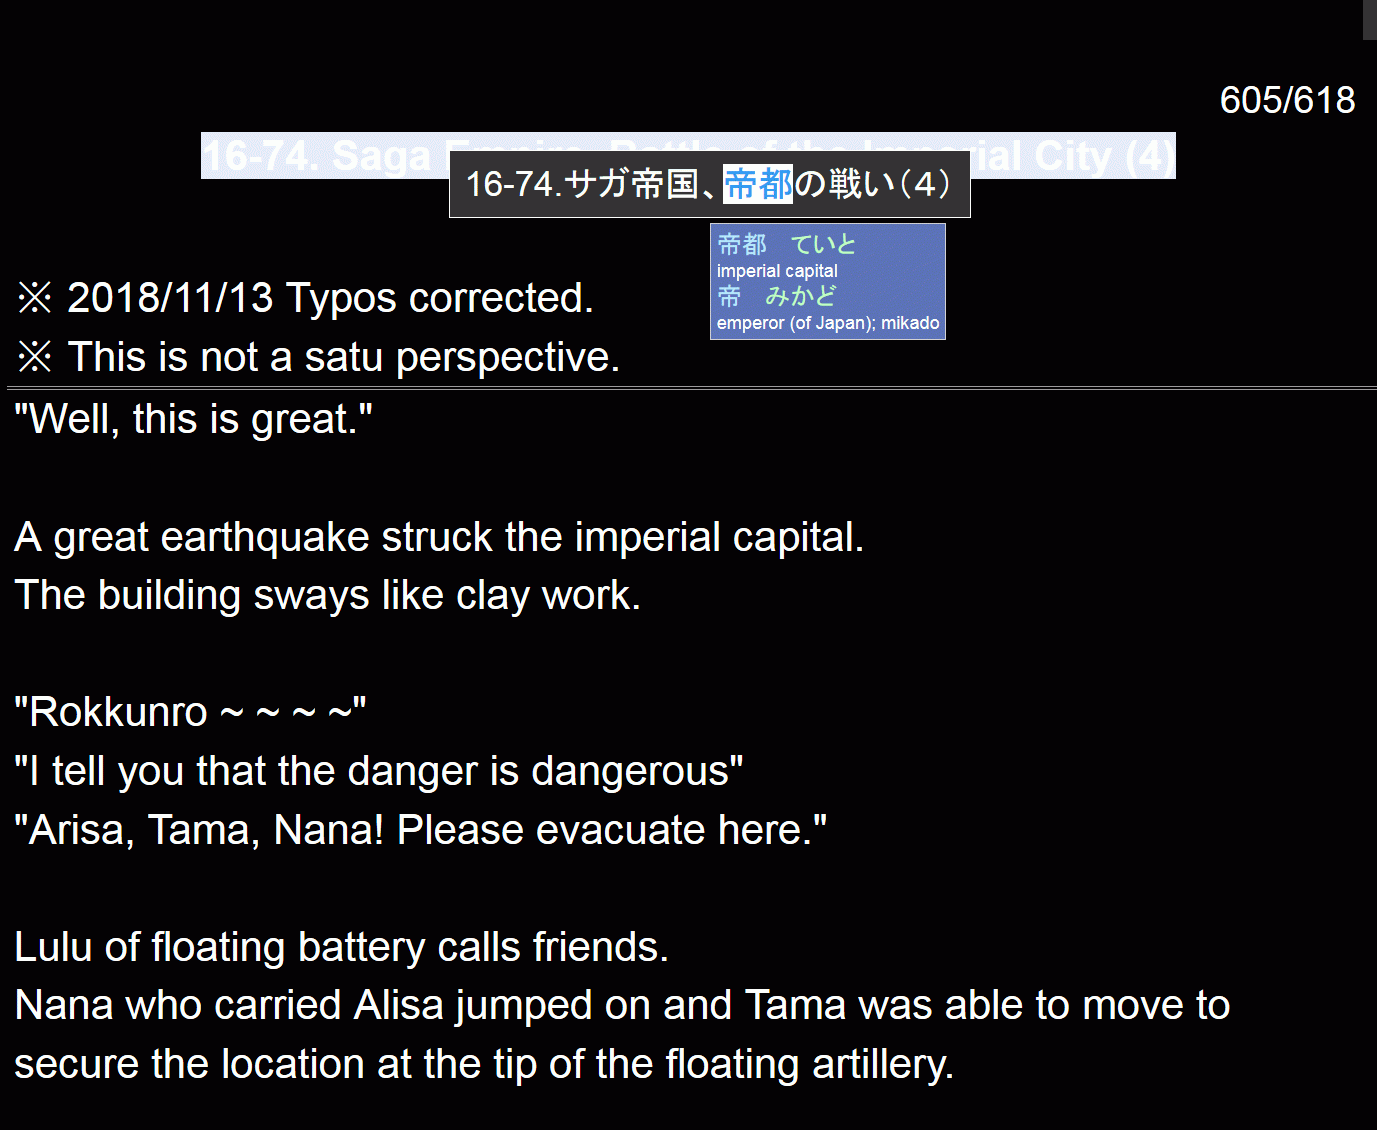 605/618
16-74. Saga Empire, Battle of the Imperial City (4)
16-74.サガ帝国、帝都の戦い（４）
帝都 ていと
imperial capital
帝 みかど
emperor (of Japan); mikado
※ 2018/11/13 Typos corrected.
※ This is not a satu perspective.
"Well, this is great."
A great earthquake struck the imperial capital.
The building sways like clay work.
"Rokkunro ~ ~ ~ ~"
"I tell you that the danger is dangerous"
"Arisa, Tama, Nana! Please evacuate here."
Lulu of floating battery calls friends.
Nana who carried Alisa jumped on and Tama was able to move to
secure the location at the tip of the floating artillery.